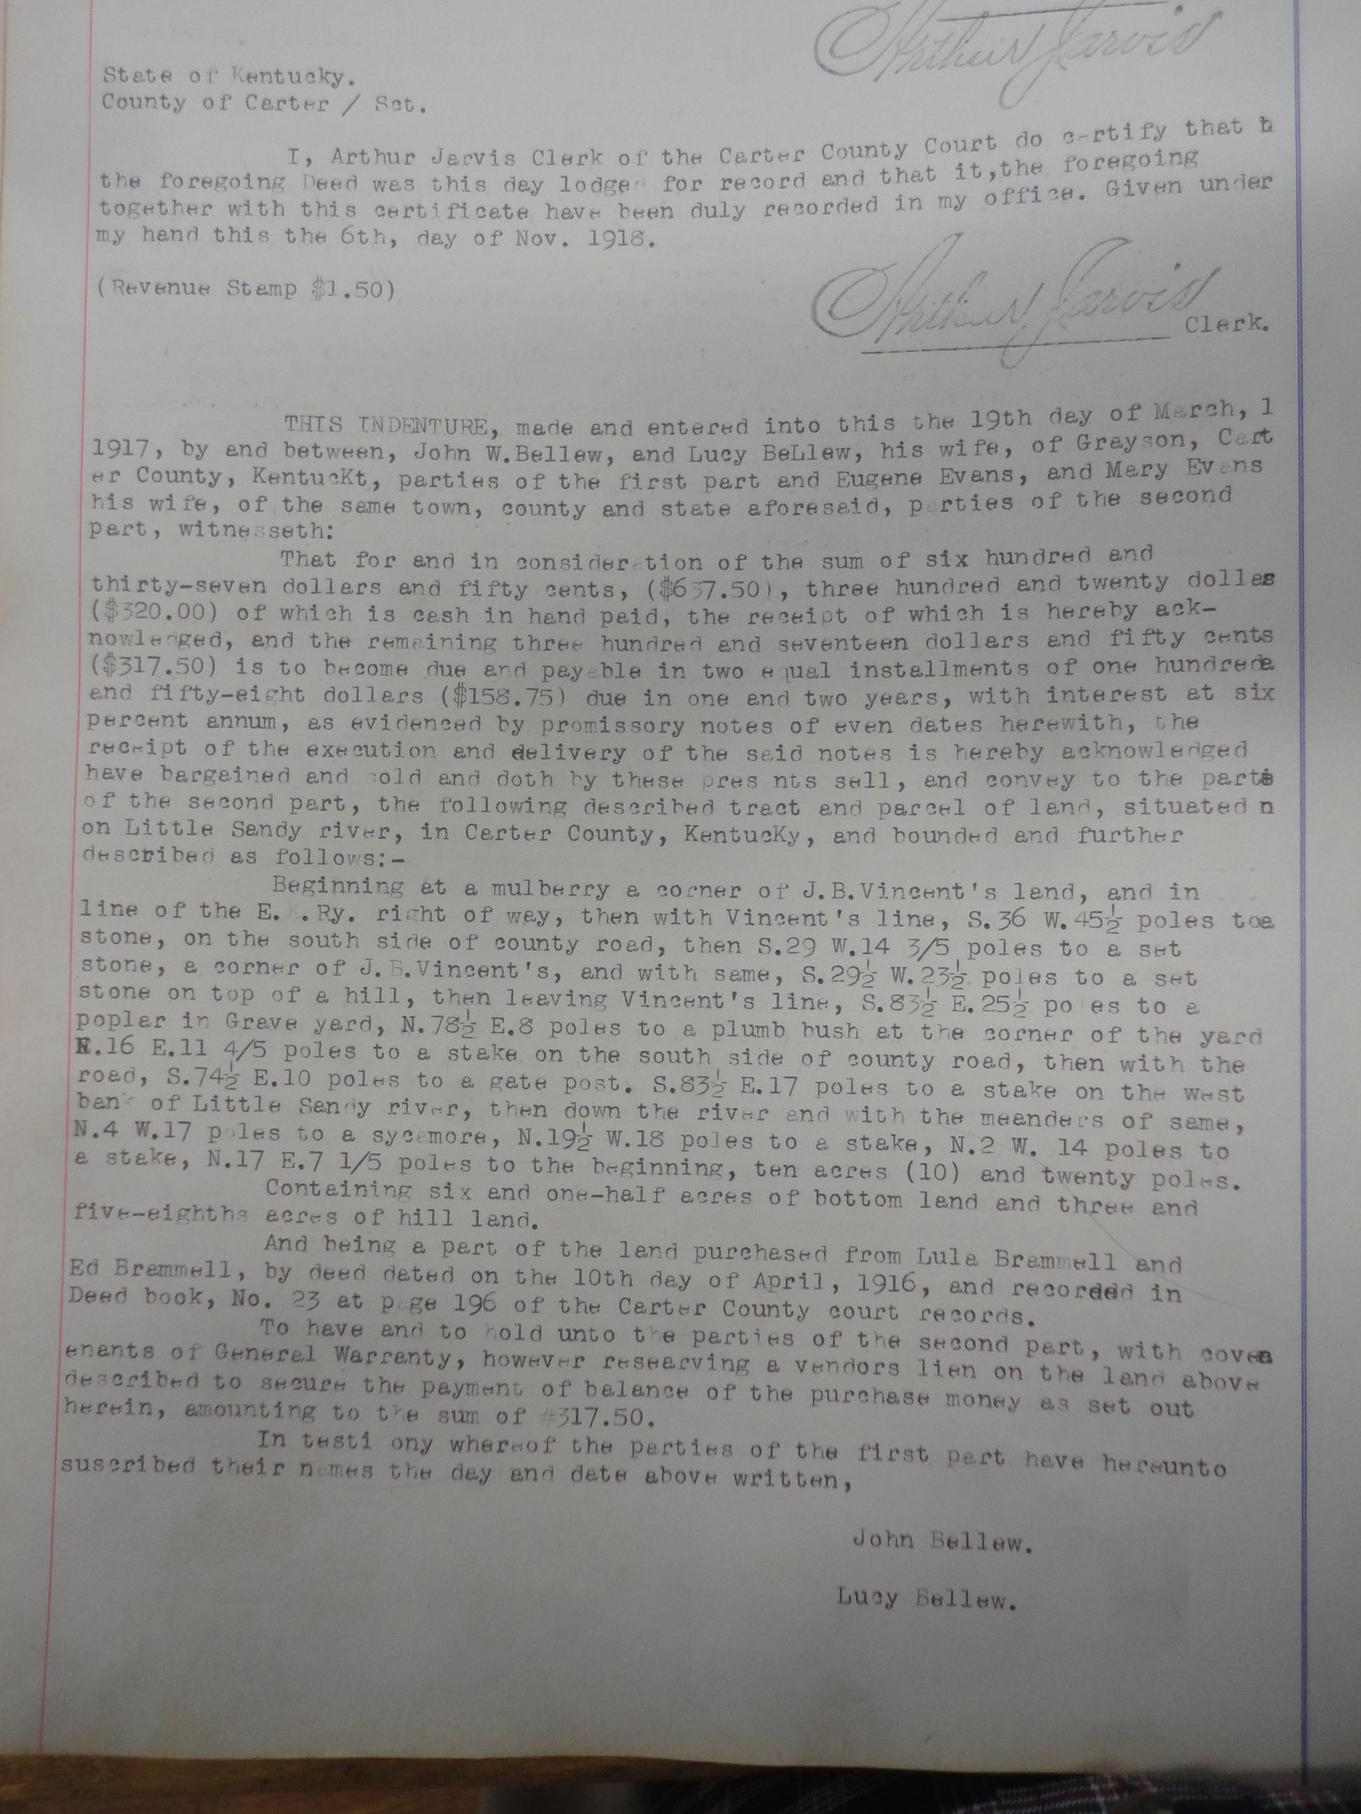 Arthur Jarvis
State of Kentucky.
County of Carter / Sct.
I, Arthur Jarvis Clerk of the Carter County Court do certify that h
the foregoing Deed was this day lodged for record and that it,the foregoing
together with this certificate have been duly recorded in my office. Given under
my hand this the 6th, day of Nov. 1918.
(Revenue Stamp $1.50)
Arthur Jarvis
Clerk.
THIS INDENTURE, made and entered into this the 19th day of March, 1
1917, by and between, John W.Bellew, and Lucy BeLlew, his wife, of Grayson, Cart
er County, KentucKt, parties of the first part and Eugene Evans, and Mary Evans
his wife, of the same town, county and state aforesaid, parties of the second
part, witnesseth:
That for and in consideration of the sum of six hundred and
thirty-seven dollars and fifty cents, ($637.50), three hundred and twenty dolles
($320.00) of which is cash in hand paid, the receipt of which is hereby ack-
nowledged, and the remaining three hundred and seventeen dollars and fifty cents
($317.50) is to become due and payable in two equal installments of one hundrede
and fifty-eight dollars ($158.75) due in one and two years, with interest at six
percent annum, as evidenced by promissory notes of even dates herewith, the
receipt of the execution and delivery of the said notes is hereby acknowledged
have bargained and sold and doth by these pres nts sell, and convey to the parts
of the second part, the following described tract and parcel of land, situated n
on Little Sandy river, in Carter County, KentucKy, and bounded and further
described as follows:-
Beginning at a mulberry a corner of J.B.Vincent's land, and in
line of the E. . Ry. right of way, then with Vincent's line, S.36 W.45½ poles toa
stone, on the south side of county road, then S.29 W.14 3/5 poles to a set
stone, a corner of J.B.Vincent's, and with same, S.29½ W.23½ poles to a set
stone on top of a hill, then leaving Vincent's line, S.83½ E.25½ po es to a
popler in Grave yard, N.78½ E.8 poles to a plumb bush at the corner of the yard
N.16 E.11 4/5 poles to a stake on the south side of county road, then with the
road, S.74½ E.10 poles to a gate post. S.83½ E.17 poles to a stake on the west
bank of Little Sandy river, then down the river and with the meanders of same,
N.4 W.17 poles to a sycamore, N.19½ W.18 poles to a stake, N.2 W. 14 poles to
a stake, N.17 E.7 1/5 poles to the beginning, ten acres (10) and twenty poles.
Containing six and one-half acres of bottom land and three and
five-eighths acres of hill land.
And being a part of the land purchased from Lula Brammell and
Ed Brammell, by deed dated on the 10th day of April, 1916, and recorded in
Deed book, No. 23 at page 196 of the Carter County court records.
To have and to hold unto the parties of the second part, with coven
enants of General Warranty, however researving a vendors lien on the land above
described to secure the payment of balance of the purchase money as set out
herein, amounting to the sum of #317.50.
In testi ony whereof the parties of the first part have hereunto
suscribed their names the day and date above written,
John Bellew.
Lucy Bellew.